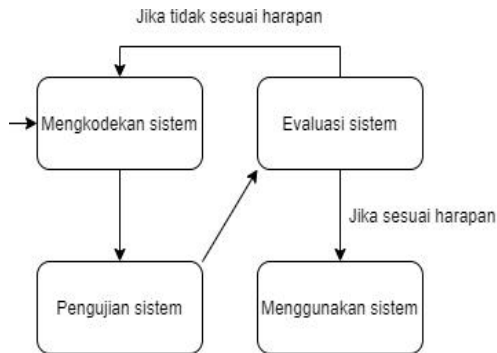 Jika tidak sesuai harapan
Mengkodekan sistem
Evaluasi sistem
Jika sesuai harapan
Pengujian sistem
Menggunakan sistem